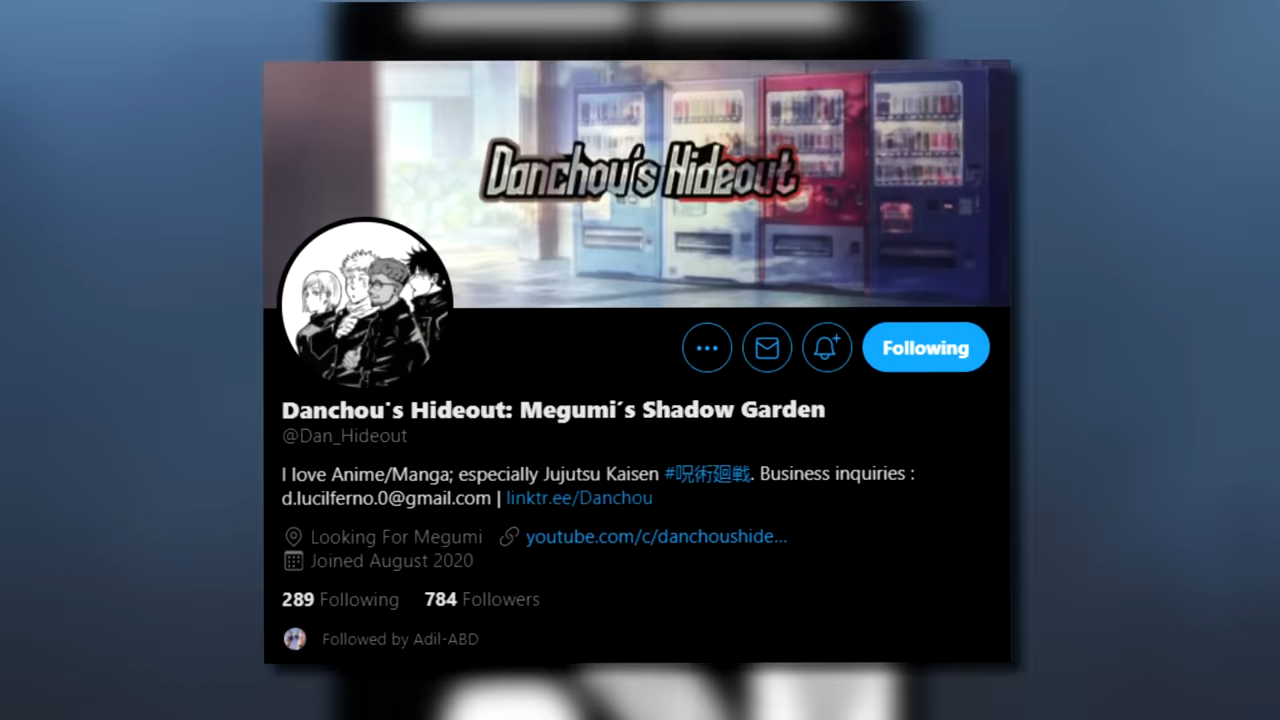 Danchou's Hideout
Following
Danchou's Hideout: Megumi´s Shadow Garden
@Dan_Hideout
I love Anime/Manga; especially Jujutsu Kaisen #呪術廻戦. Business inquiries :
d.lucilferno.0@gmail.com | linktr.ee/Danchou
Looking For Megumi youtube.com/c/danchoushide...
Joined August 2020
289 Following 784 Followers
Followed by Adil-ABD